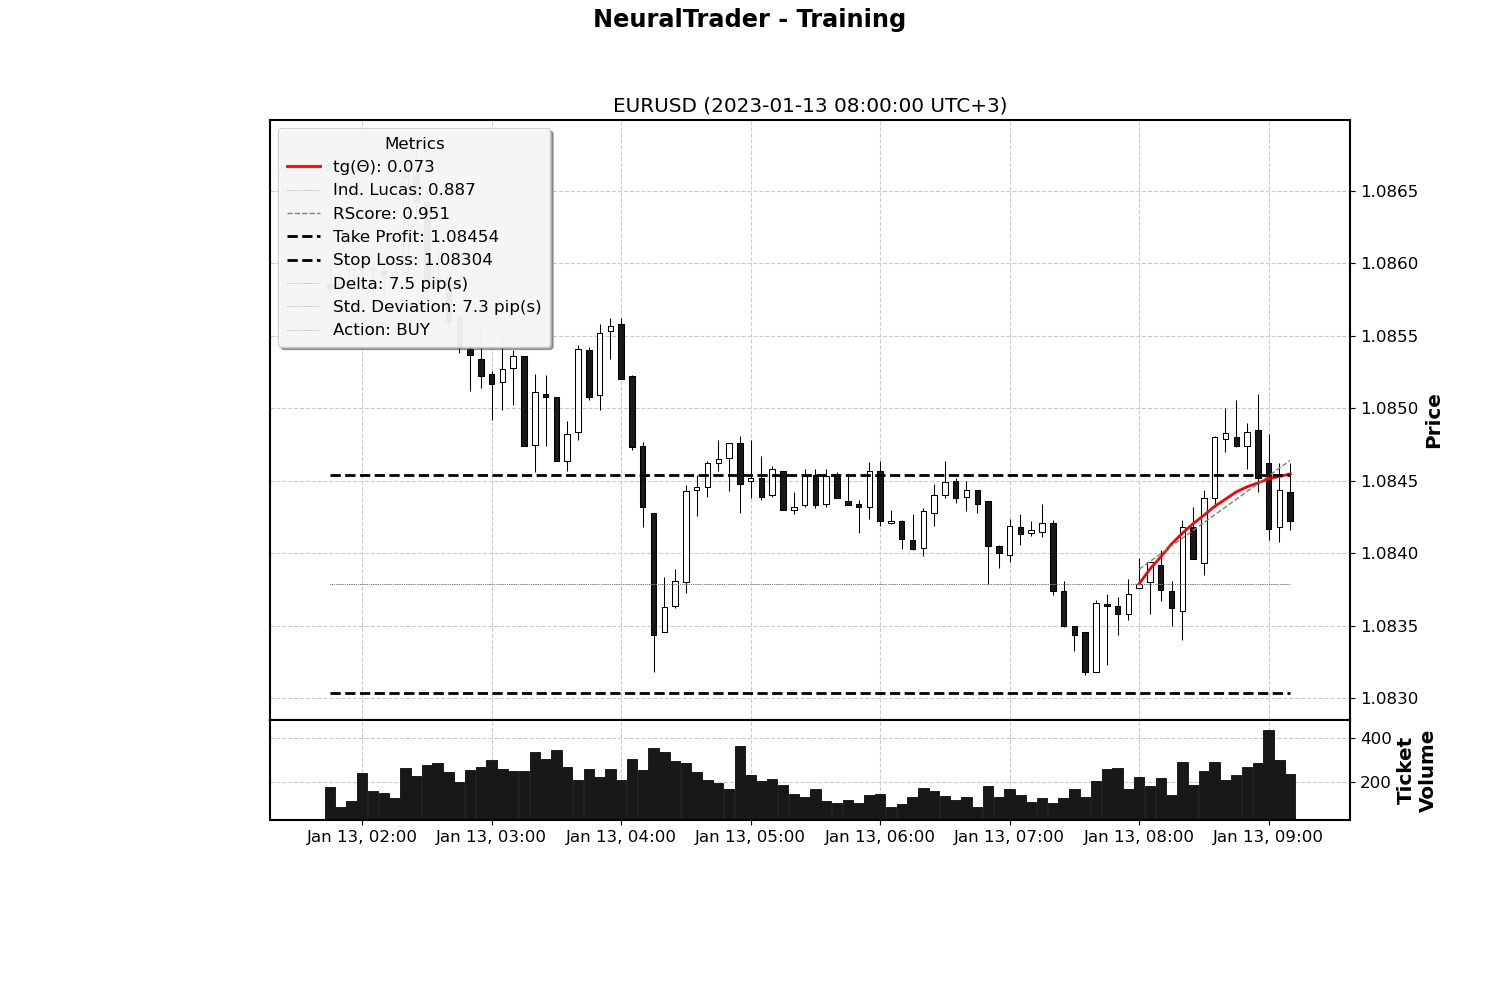 NeuralTrader - Training
EURUSD (2023-01-13 08:00:00 UTC+3)
Metrics
tg(Θ): 0.073
Ind. Lucas: 0.887
RScore: 0.951
Take Profit: 1.08454
Stop Loss: 1.08304
Delta: 7.5 pip(s)
Std. Deviation: 7.3 pip(s)
Action: BUY
1.0865
1.0860
1.0855
1.0850
1.0845
1.0840
1.0835
1.0830
Price
400
200
Ticket
Volume
Jan 13, 02:00
Jan 13, 03:00
Jan 13, 04:00
Jan 13, 05:00
Jan 13, 06:00
Jan 13, 07:00
Jan 13, 08:00
Jan 13, 09:00